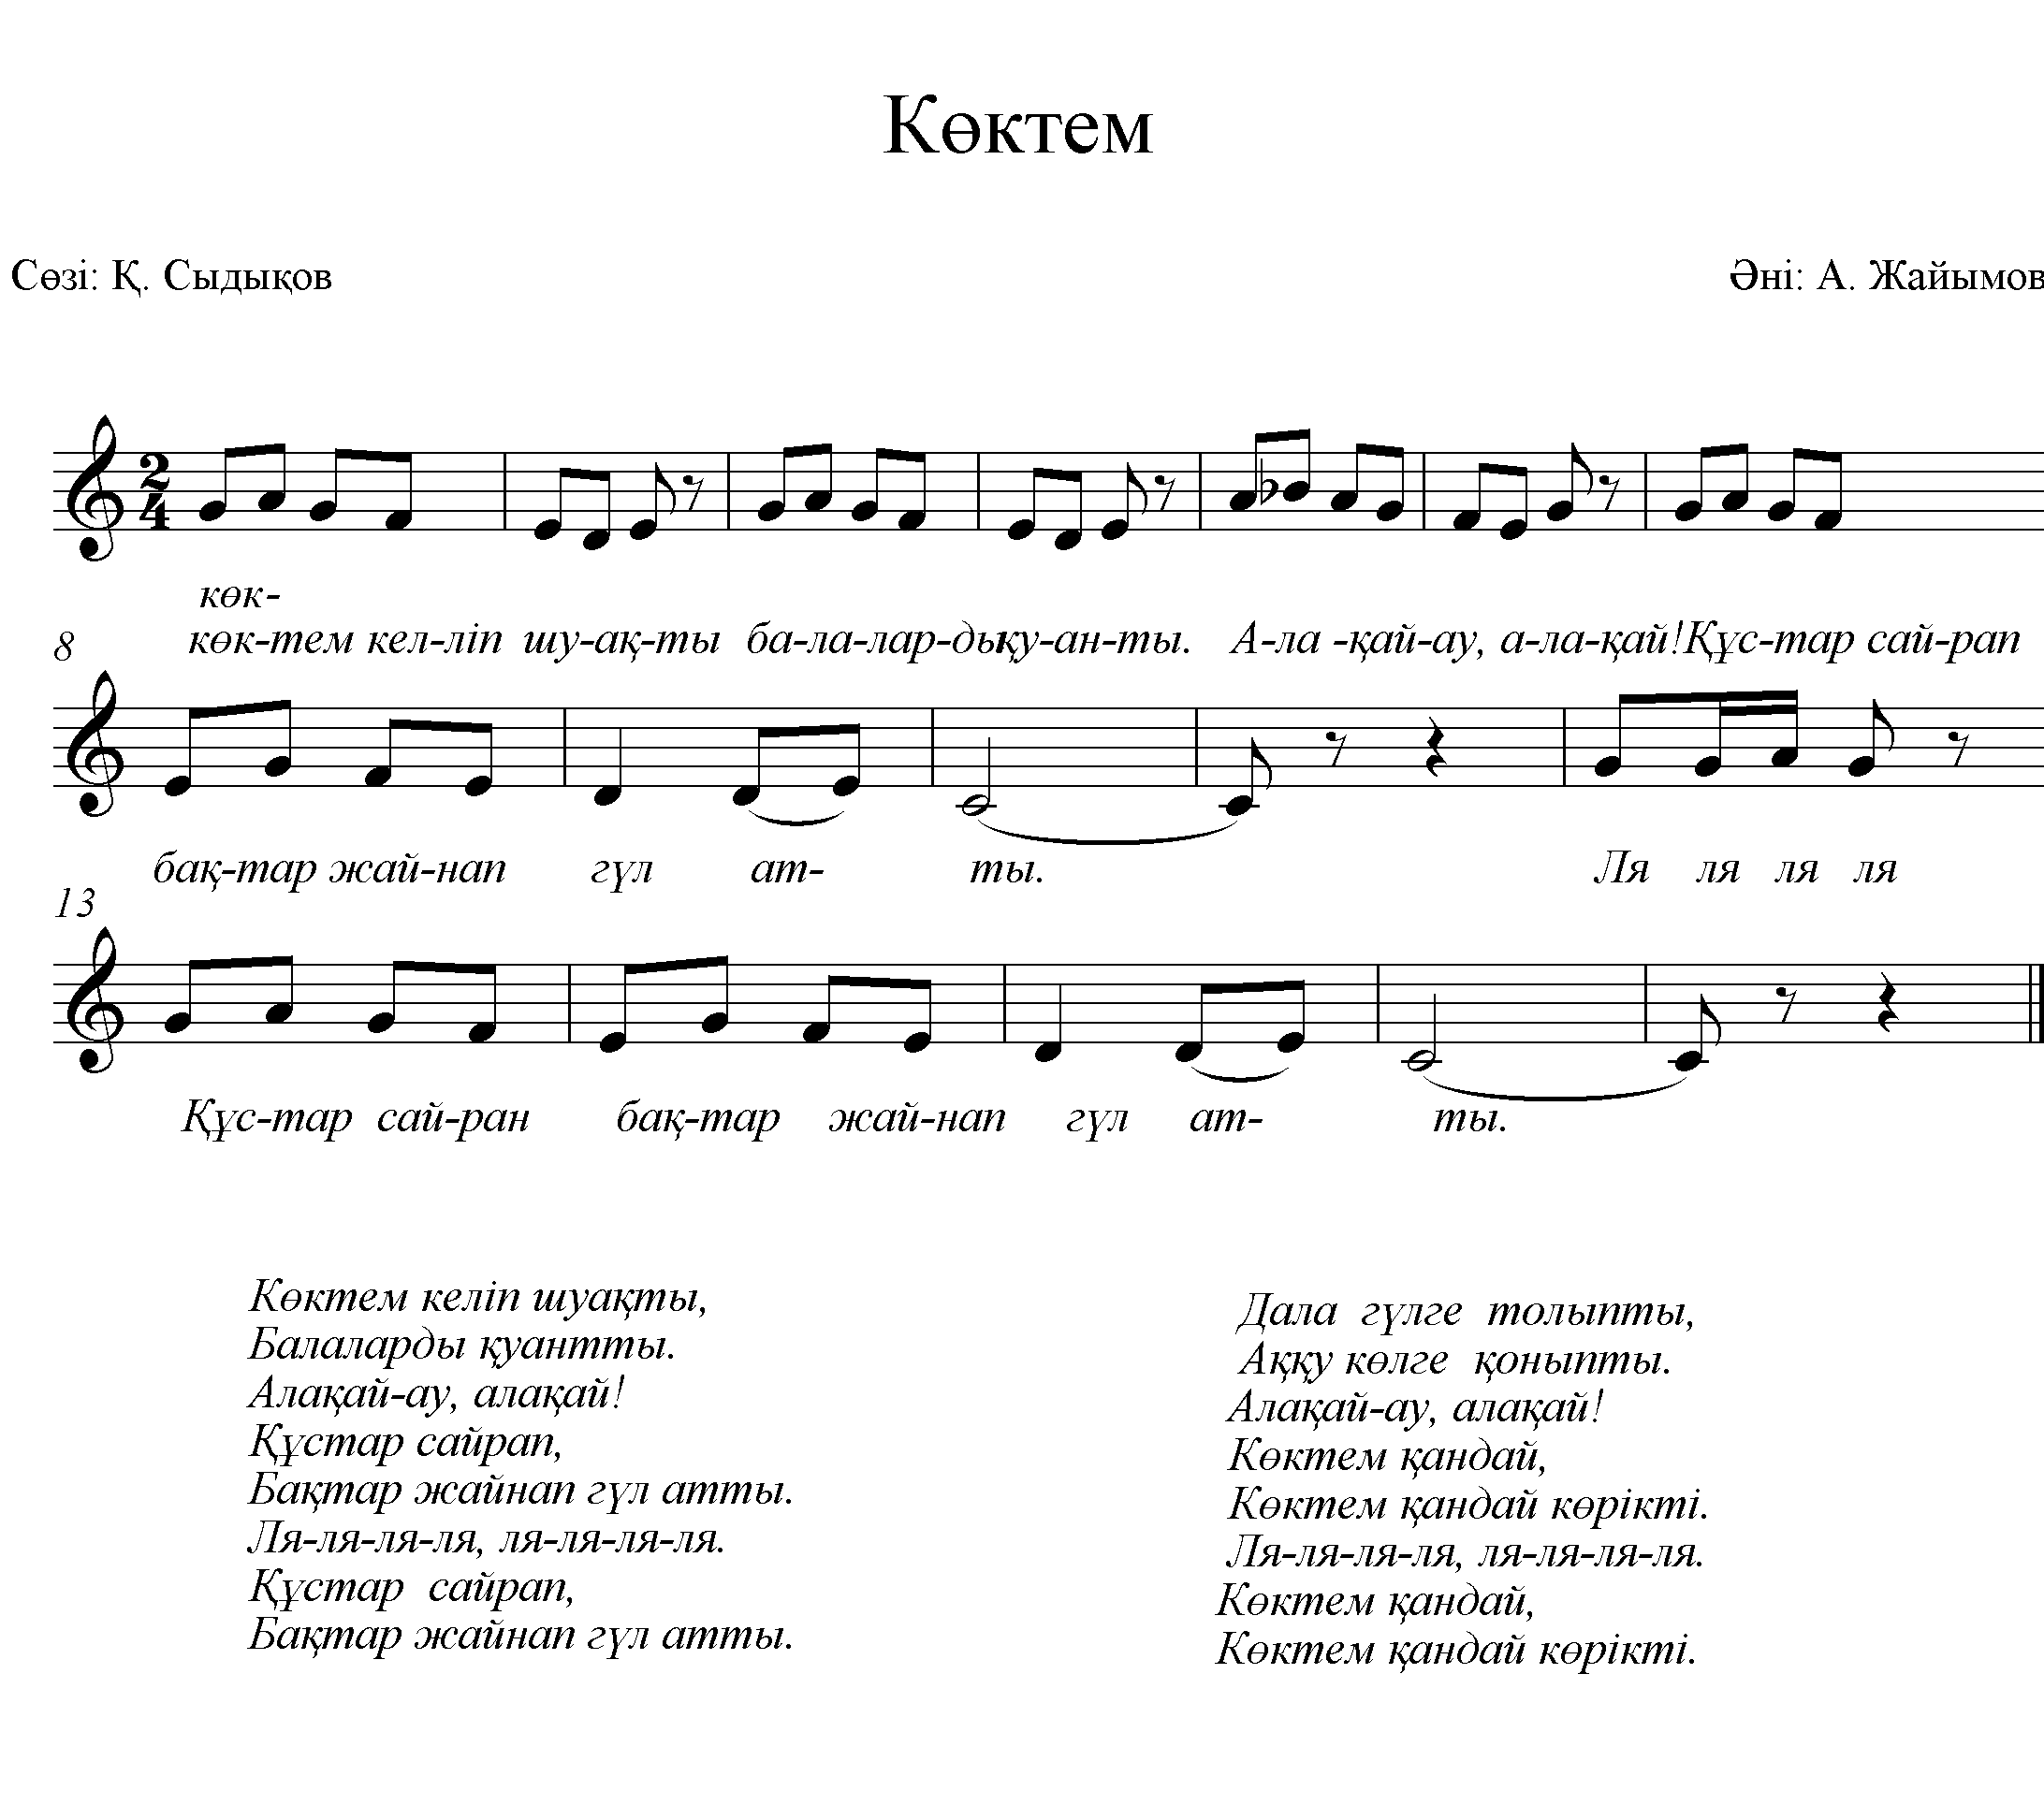 Көктем
Сөзі: Қ. Сыдықов
Әні: А. Жайымов
2
4
көк-
көк-тем кел-ліп шу-ақ-ты ба-ла-лар-ды қу-ан-ты. А-ла -қай-ау, а-ла-қай! Құс-тар сай-рап
8
бақ-тар жай-нап гүл ат- ты. Ля ля ля ля
13
Құс-тар сай-ран бақ-тар жай-нап гүл ат- ты.
Көктем келіп шуақты,
Балаларды қуантты.
Алақай-ау, алақай!
Құстар сайрап,
Бақтар жайнап гүл атты.
Ля-ля-ля-ля, ля-ля-ля-ля.
Құстар сайрап,
Бақтар жайнап гүл атты.
Дала гүлге толыпты,
Аққу көлге қоныпты.
Алақай-ау, алақай!
Көктем қандай,
Көктем қандай көрікті.
Ля-ля-ля-ля, ля-ля-ля-ля.
Көктем қандай,
Көктем қандай көрікті.